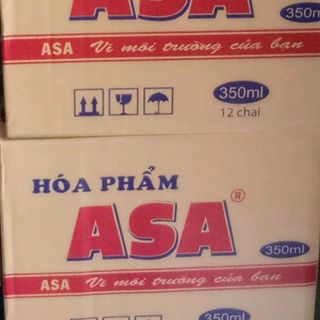 ASA
350ml
ASA Vì môi trường của bạn
350ml
12 chai
HÓA PHẨM
ASA ®
350ml
ASA Vì môi trường của bạn
350ml